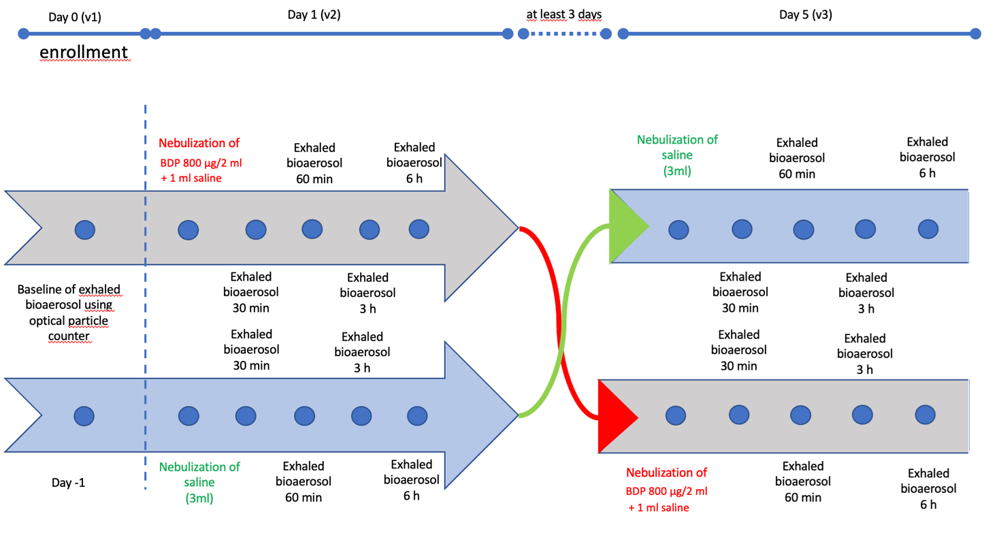 Day 0 (v1)
Day 1 (v2)
at least 3 days
Day 5 (v3)
enrollment
Nebulization of
BDP 800 µg/2 ml
+ 1 ml saline
Exhaled
bioaerosol
60 min
Exhaled
bioaerosol
6 h
Nebulization of
saline
(3ml)
Exhaled
bioaerosol
60 min
Exhaled
bioaerosol
6 h
Baseline of exhaled
bioaerosol using
optical particle
counter
Exhaled
bioaerosol
30 min
Exhaled
bioaerosol
3 h
Exhaled
bioaerosol
30 min
Exhaled
bioaerosol
3 h
Exhaled
bioaerosol
30 min
Exhaled
bioaerosol
3 h
Exhaled
bioaerosol
30 min
Exhaled
bioaerosol
3 h
Day -1
Nebulization of
saline
(3ml)
Exhaled
bioaerosol
60 min
Exhaled
bioaerosol
6 h
Nebulization of
BDP 800 µg/2 ml
+ 1 ml saline
Exhaled
bioaerosol
60 min
Exhaled
bioaerosol
6 h